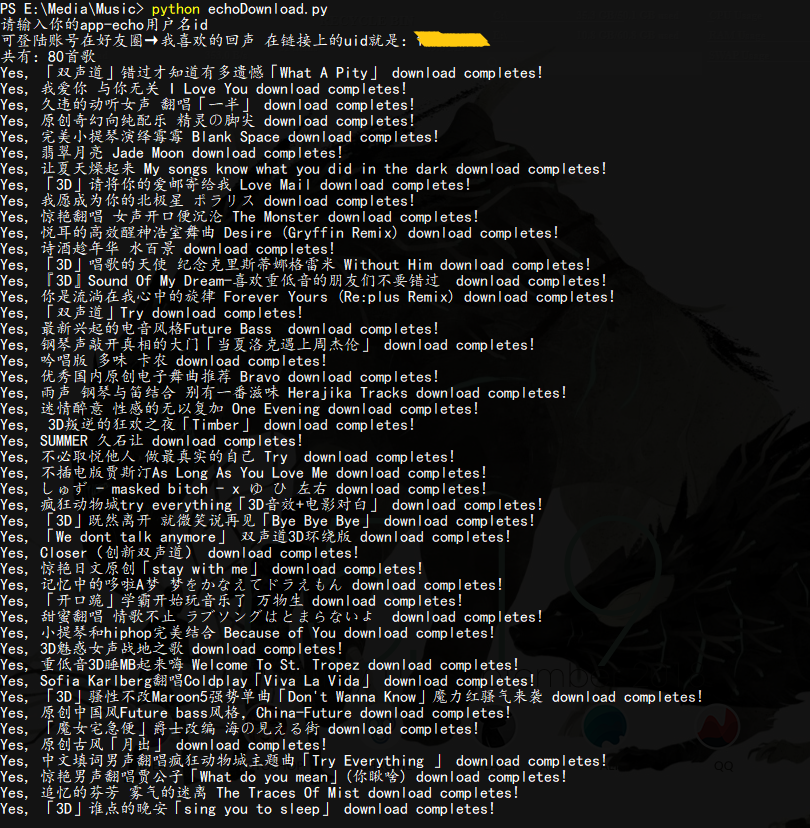 PS E:\Media\Music> python echoDownload.py
请输入你的app-echo用户名id
可登陆账号在好友圈→我喜欢的回声 在链接上的uid就是:
共有: 80首歌
Yes, 「双声道」错过才知道有多遗憾「What A Pity」 download completes!
Yes, 我爱你 与你无关 I Love You download completes!
Yes, 久违的动听女声 翻唱「一半」 download completes!
Yes, 原创奇幻向纯配乐 精灵の脚尖 download completes!
Yes, 完美小提琴演绎霉霉 Blank Space download completes!
Yes, 翡翠月亮 Jade Moon download completes!
Yes, 让夏天燥起来 My songs know what you did in the dark download completes!
Yes, 「3D」请将你的爱邮寄给我 Love Mail download completes!
Yes, 我愿成为你的北极星 ポラリス download completes!
Yes, 惊艳翻唱 女声开口便沉沦 The Monster download completes!
Yes, 悦耳的高效醒神浩室舞曲 Desire (Gryffin Remix) download completes!
Yes, 诗酒趁年华 水百景 download completes!
Yes, 「3D」唱歌的天使 纪念克里斯蒂娜格雷米 Without Him download completes!
Yes, 『3D』Sound Of My Dream-喜欢重低音的朋友们不要错过  download completes!
Yes, 你是流淌在我心中的旋律 Forever Yours (Re:plus Remix) download completes!
Yes, 「双声道」Try download completes!
Yes, 最新兴起的电音风格Future Bass  download completes!
Yes, 钢琴声敲开真相的大门「当夏洛克遇上周杰伦」 download completes!
Yes, 吟唱版 多味 卡农 download completes!
Yes, 优秀国内原创电子舞曲推荐 Bravo download completes!
Yes, 雨声 钢琴与笛结合 别有一番滋味 Herajika Tracks download completes!
Yes, 迷情醉意 性感的无以复加 One Evening download completes!
Yes,  3D叛逆的狂欢之夜「Timber」 download completes!
Yes, SUMMER 久石让 download completes!
Yes, 不必取悦他人 做最真实的自己 Try  download completes!
Yes, 不插电版贾斯汀As Long As You Love Me download completes!
Yes, しゅず - masked bitch - x ゆ ひ 左右 download completes!
Yes, 疯狂动物城try everything「3D音效+电影对白」 download completes!
Yes, 「3D」既然离开 就微笑说再见「Bye Bye Bye」 download completes!
Yes, 「We dont talk anymore」 双声道3D环绕版 download completes!
Yes, Closer (创新双声道) download completes!
Yes, 惊艳日文原创「stay with me」 download completes!
Yes, 记忆中的哆啦A梦 梦をかなえてドラえもん download completes!
Yes, 「开口跪」学霸开始玩音乐了 万物生 download completes!
Yes, 甜蜜翻唱 情歌不止 ラブソングはとまらないよ  download completes!
Yes, 小提琴和hiphop完美结合 Because of You download completes!
Yes, 3D魅惑女声战地之歌 download completes!
Yes, 重低音3D睡MB起来嗨 Welcome To St. Tropez download completes!
Yes, Sofia Karlberg翻唱Coldplay「Viva La Vida」 download completes!
Yes, 「3D」骚性不改Maroon5强势单曲「Don't Wanna Know」魔力红骚气来袭 download completes!
Yes, 原创中国风Future bass风格, China-Future download completes!
Yes, 「魔女宅急便」爵士改编 海の見える街 download completes!
Yes, 原创古风「月出」 download completes!
Yes, 中文填词男声翻唱疯狂动物城主题曲「Try Everything 」 download completes!
Yes, 惊艳男声翻唱贾公子「What do you mean」(你瞅啥) download completes!
Yes, 追忆的芬芳 雾气的迷离 The Traces Of Mist download completes!
Yes, 「3D」谁点的晚安「sing you to sleep」 download completes!
QQ